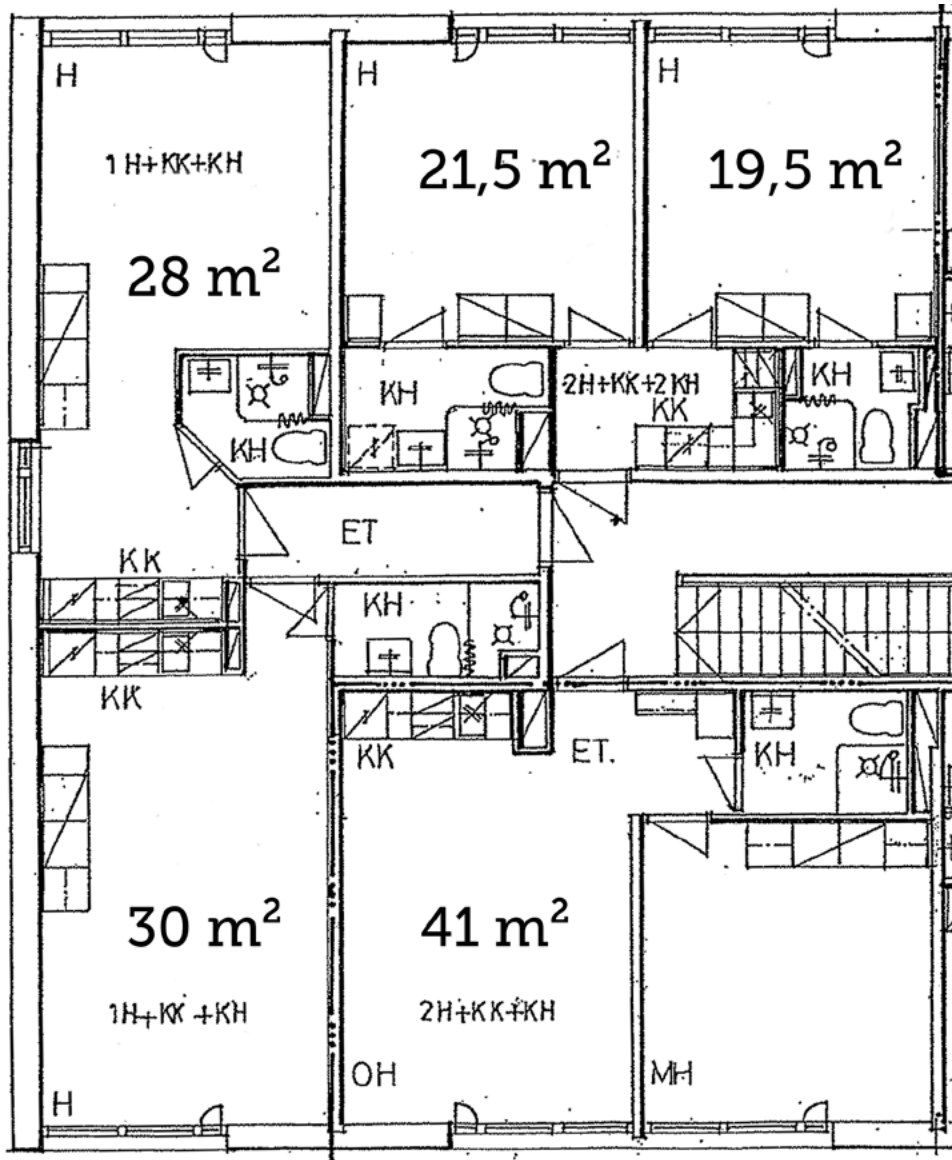 H
H
H
1H+KK+KH
21,5 m²
19,5 m²
28 m²
KH
2H+KK+2KH
KH
KK
KH
ET
KK
KH
KK
KK
ET.
KH
30 m²
41 m²
1H+KK+KH
2H+KK+KH
OH
MH
H